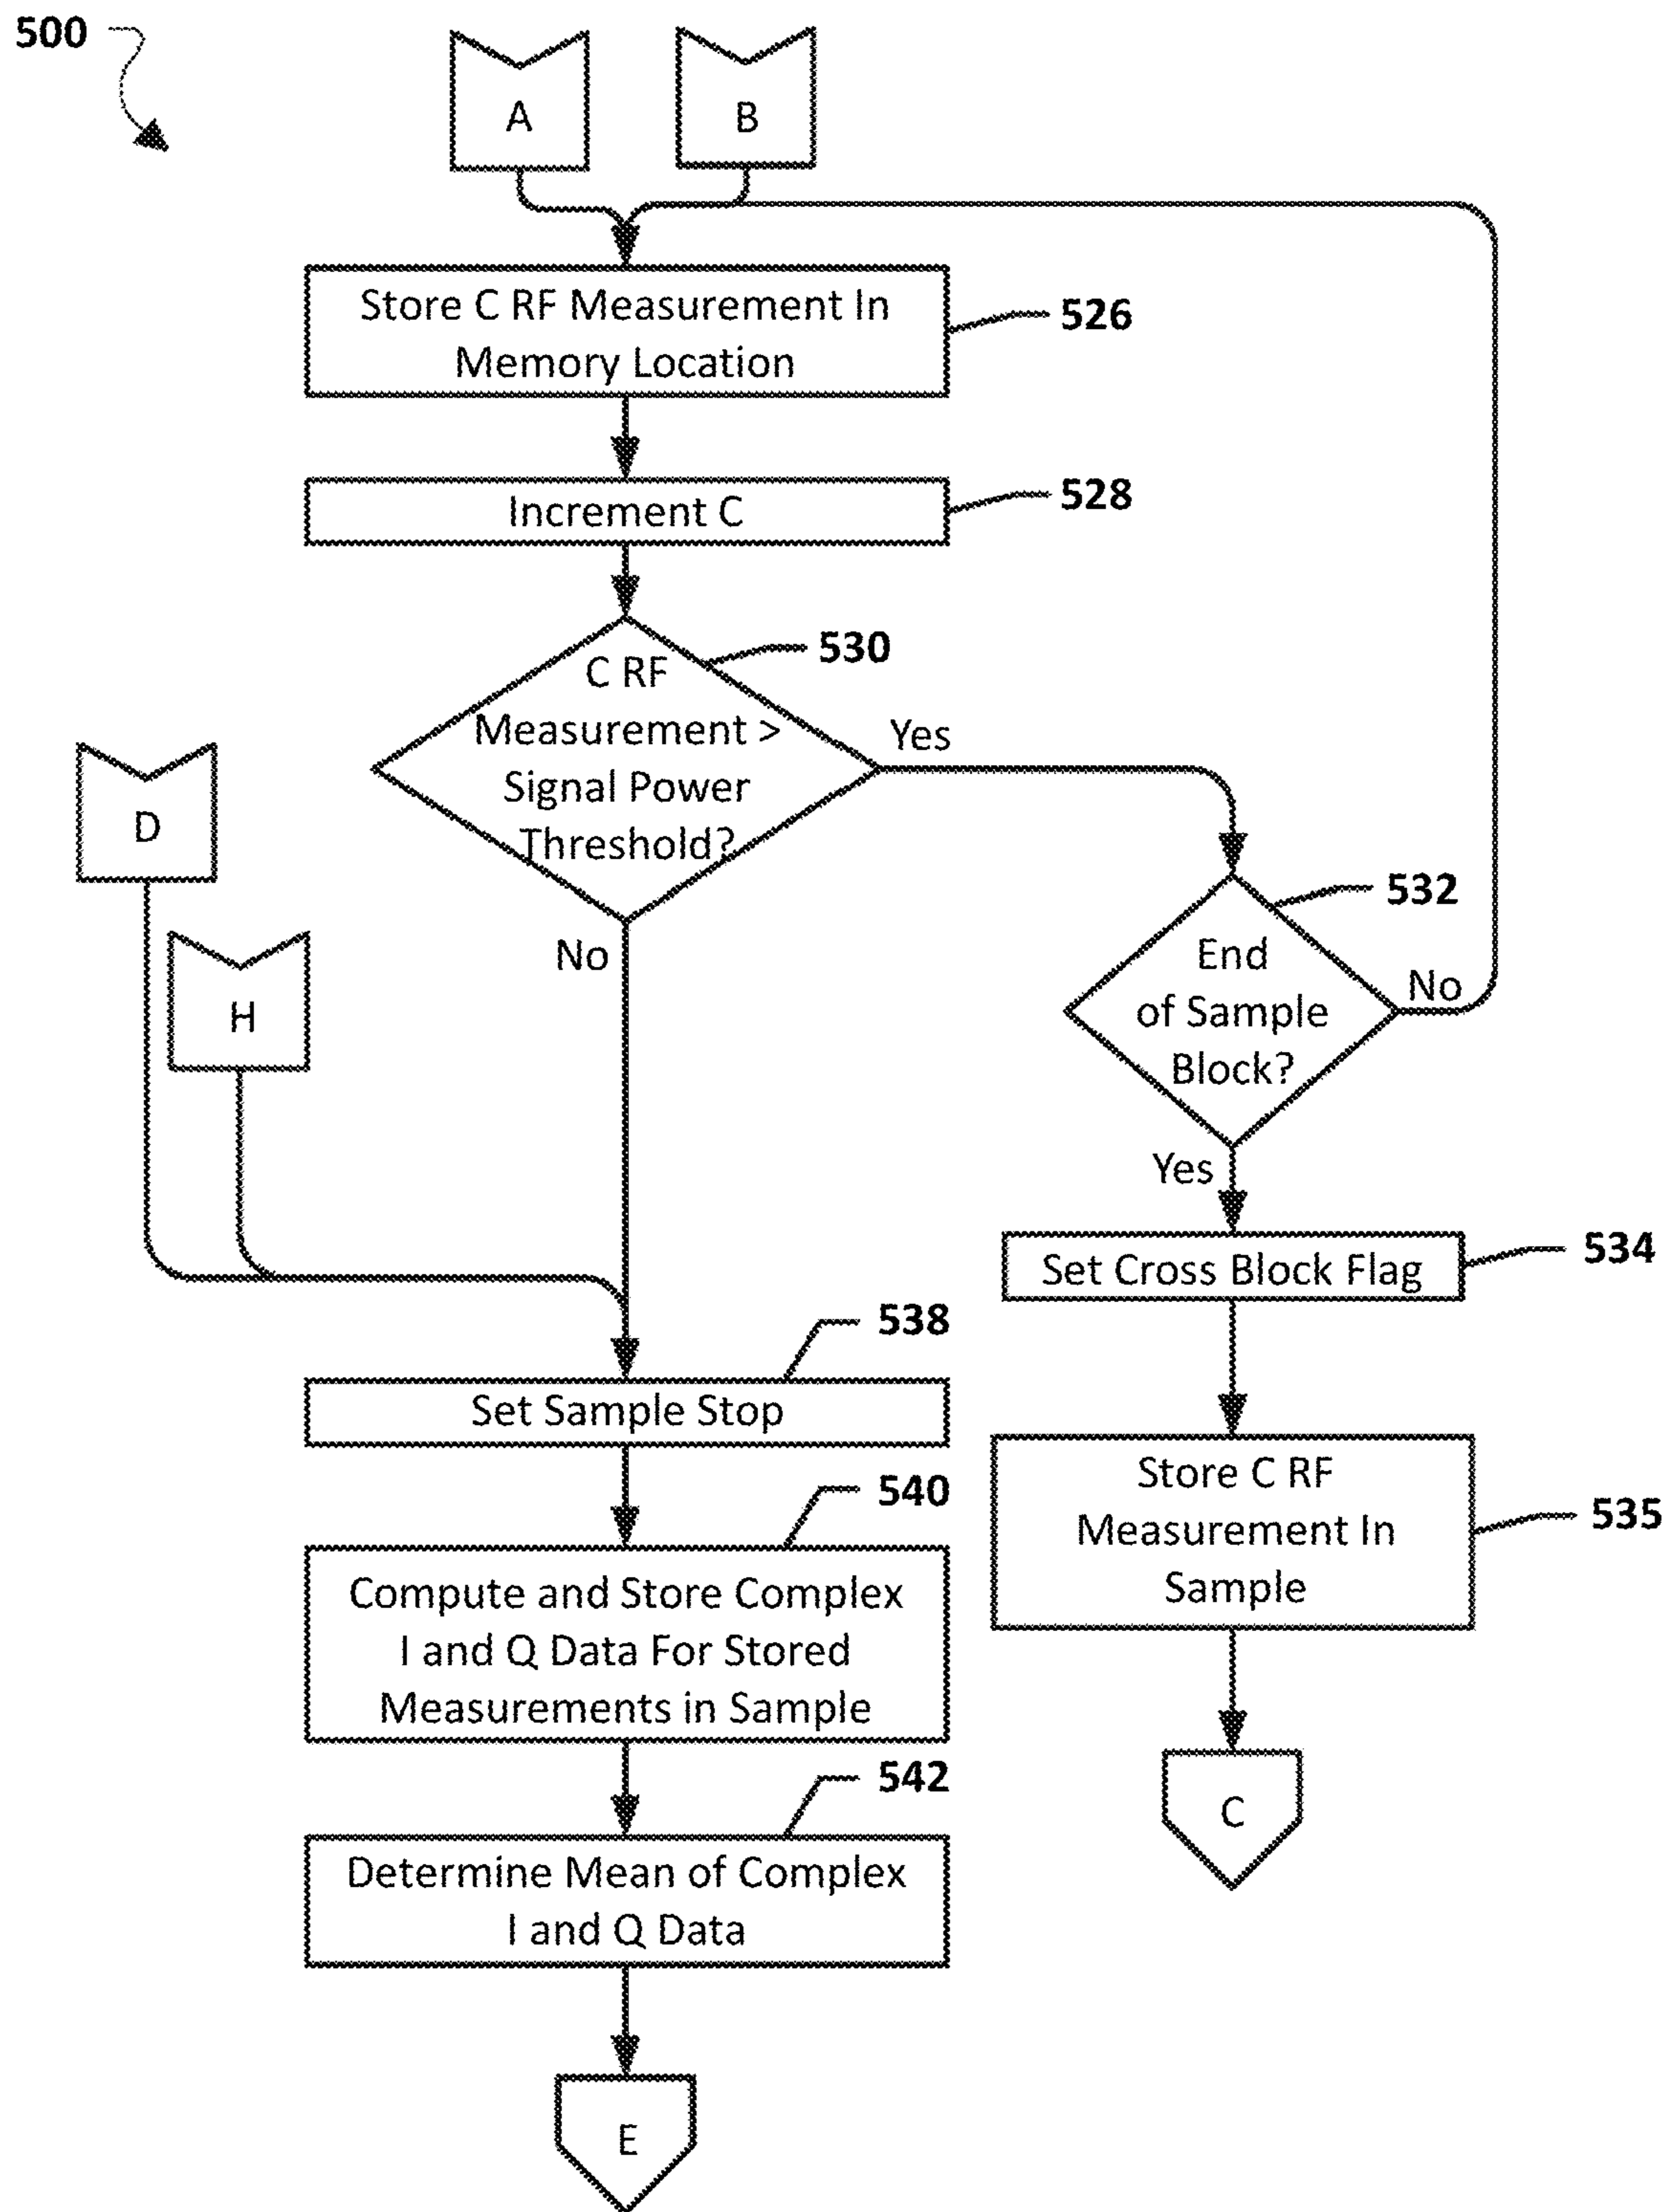 500
A
B
Store C RF Measurement In
Memory Location
526
Increment C
528
530
C RF
Measurement >
Signal Power
Threshold?
Yes
No
D
H
532
End
of Sample
Block?
No
Yes
Set Cross Block Flag
534
538
Set Sample Stop
Store C RF
Measurement In
Sample
535
540
Compute and Store Complex
I and Q Data For Stored
Measurements in Sample
542
Determine Mean of Complex
I and Q Data
C
E